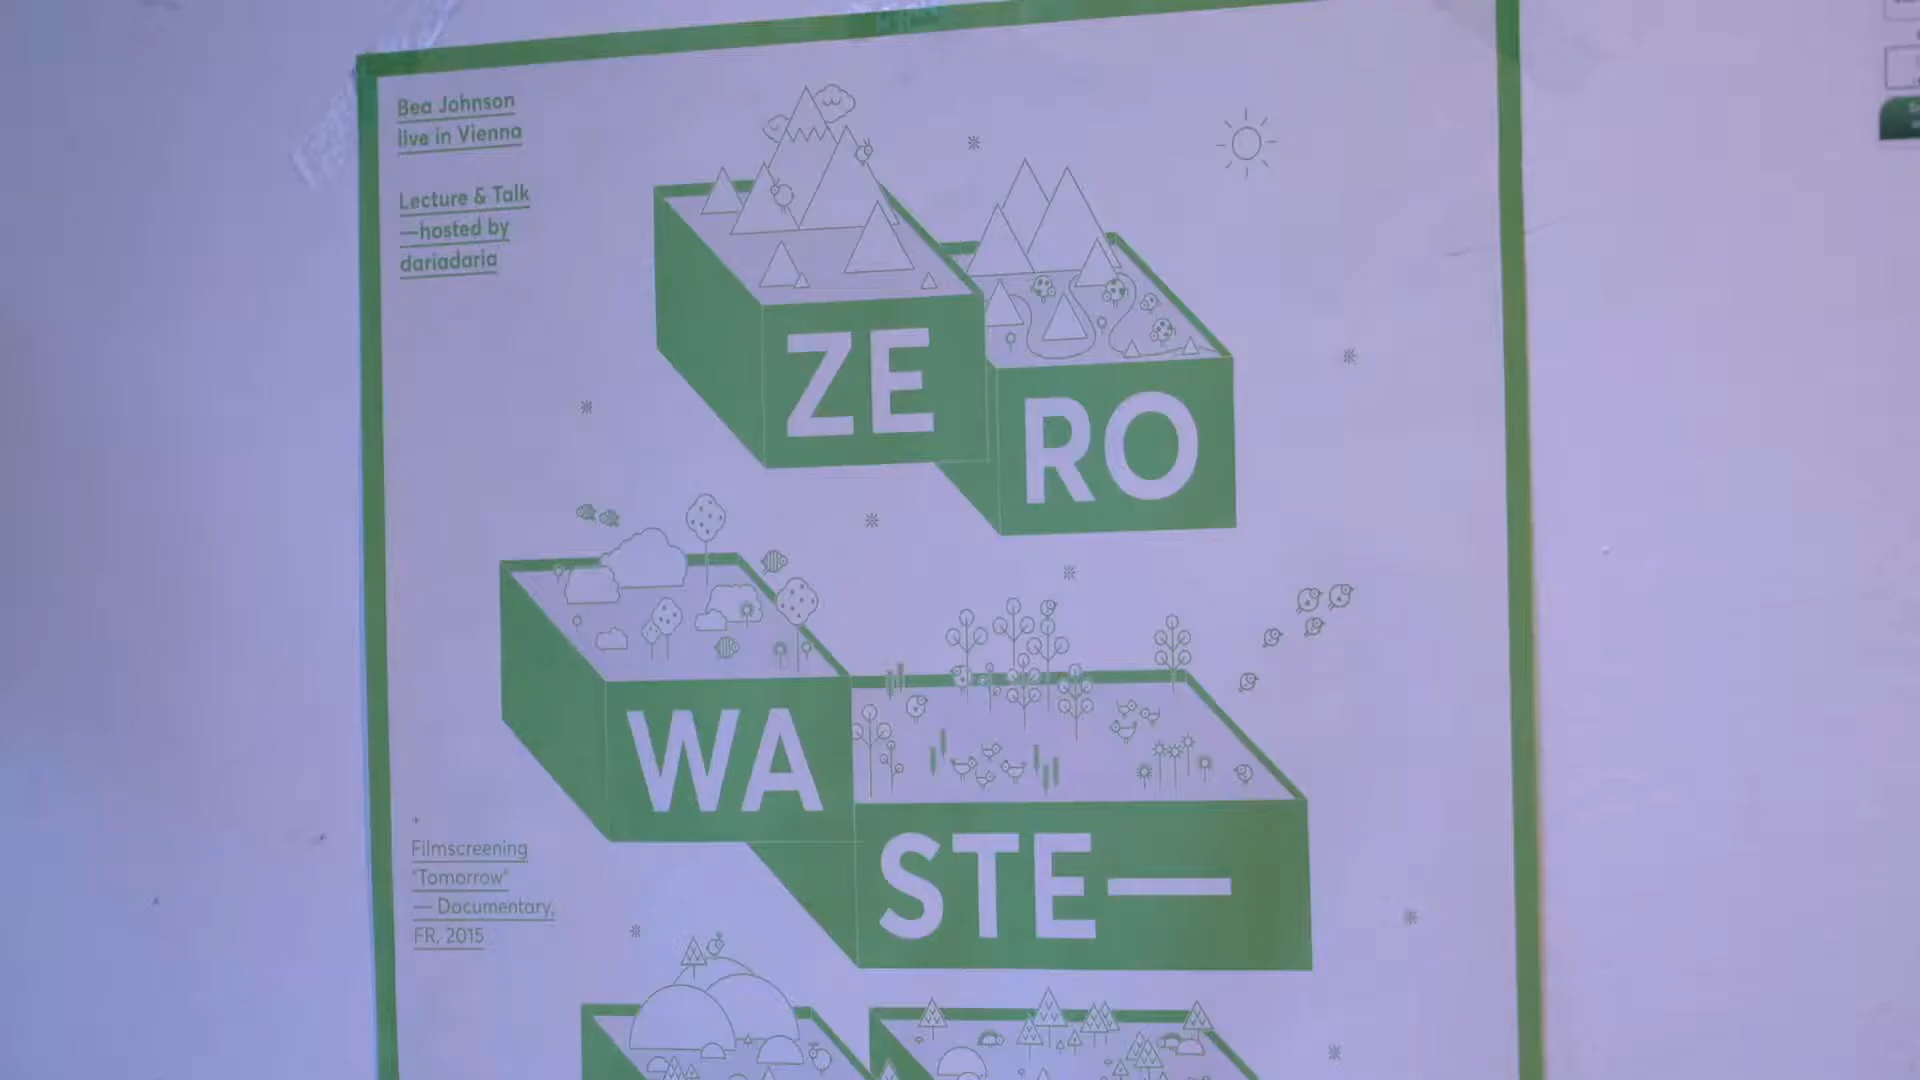 Bea Johnson
live in Vienna
Lecture & Talk
—hosted by
dariadaria
ZE
RO
WA
STE—
Filmscreening
"Tomorrow"
— Documentary,
FR, 2015